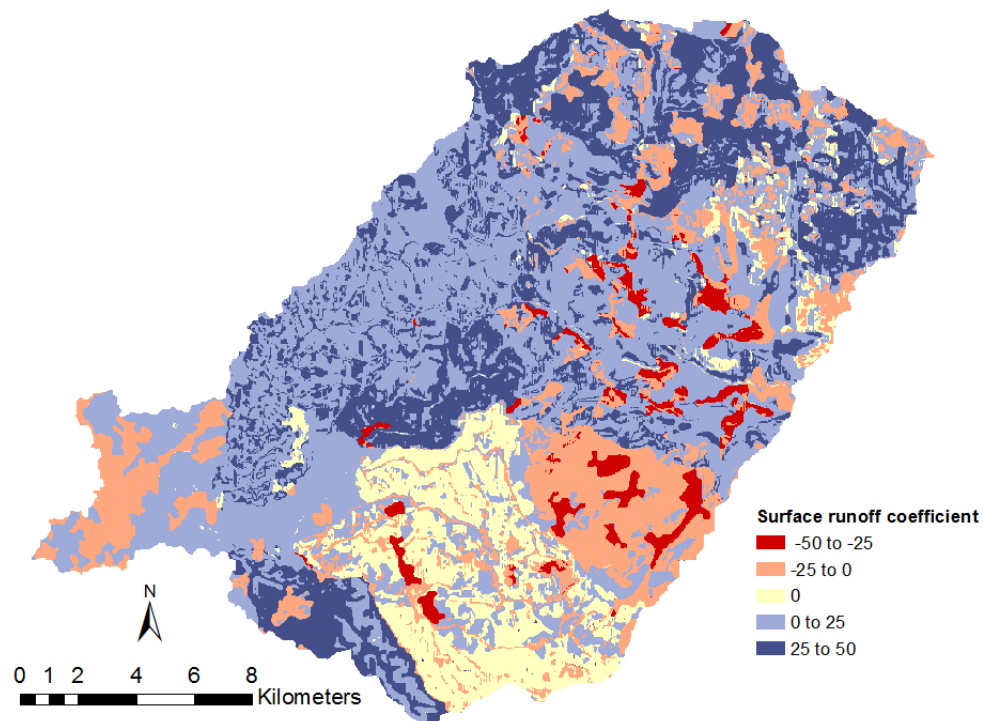 Surface runoff coefficient
-50 to -25
-25 to 0
0
0 to 25
25 to 50
N
0 1 2 4 6 8
Kilometers